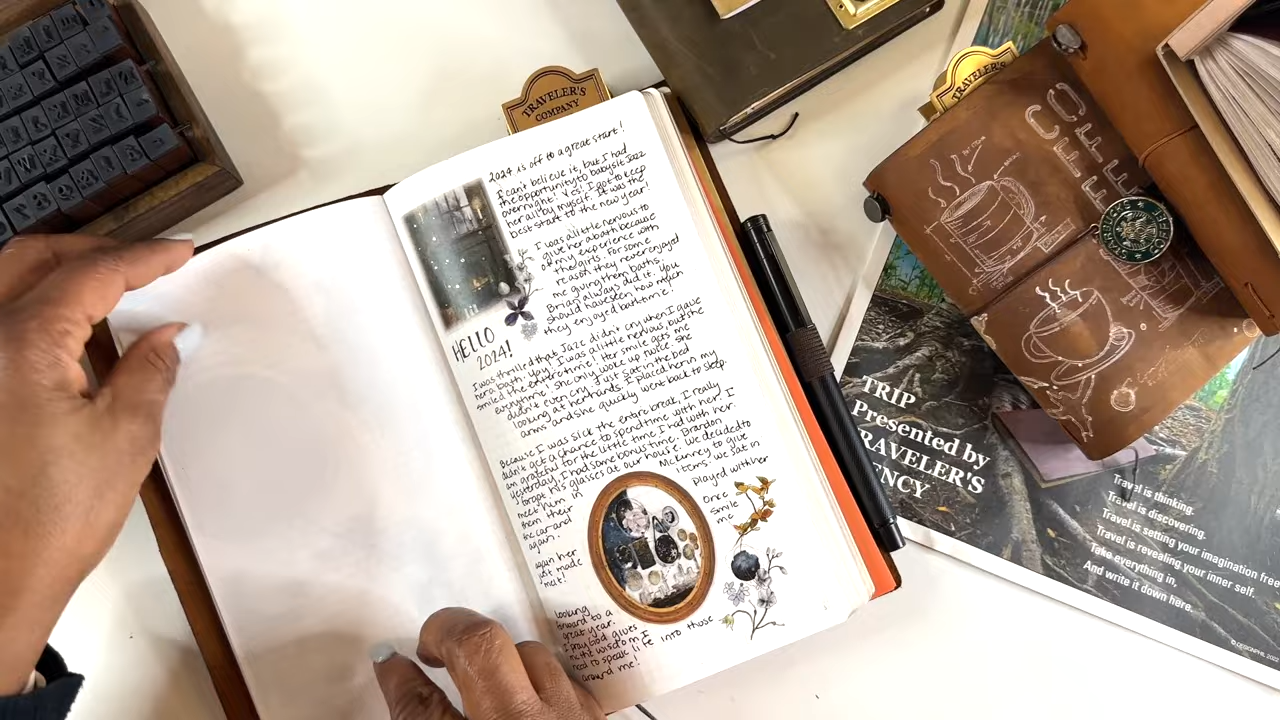 TRAVELER'S
COMPANY
2024 is off to a great start!
I can't believe it, but I had
the opportunity to babysit Jazz
overnight! Yes! I got to keep
her all by myself. It was the
best start to the new year!
I was a little nervous to
give her a bath because
of my experience with
the girls. For some
reason they never enjoyed
me giving them baths.
Brian always did it. You
should have seen how much
they enjoyed bathtime!
HELLO
2024!
I was thrilled that Jazz didn't cry when I gave
her a bath. You, I was a little nervous, but she
smiled the entire time. Her smile gets me
everytime! She only woke up twice. She
didn't even cry. Just sat in the bed
looking at her hands. I placed her in my
arms and she quickly went back to sleep.
Because I was sick the entire break, I really
didn't get a chance to spend time with her. I
am grateful for the little time I had with her.
Yesterday, I had some bonus time. Brandon
forgot his glasses at our house. We decided to
meet him in McKinney to give
them their items. We sat in
the car and played with her
again. Once
again her smile
just made me
melt!
Looking
forward to a
great year.
I pray God gives
me the wisdom I
need to speak life into those
around me!
TRAVELER'S
COFFEE
TRIP
Presented by
TRAVELER'S
ENCY
Travel is thinking.
Travel is discovering.
Travel is setting your imagination free
Travel is revealing your inner self.
Take everything in,
And write it down here.
© DESIGNPHIL 2022